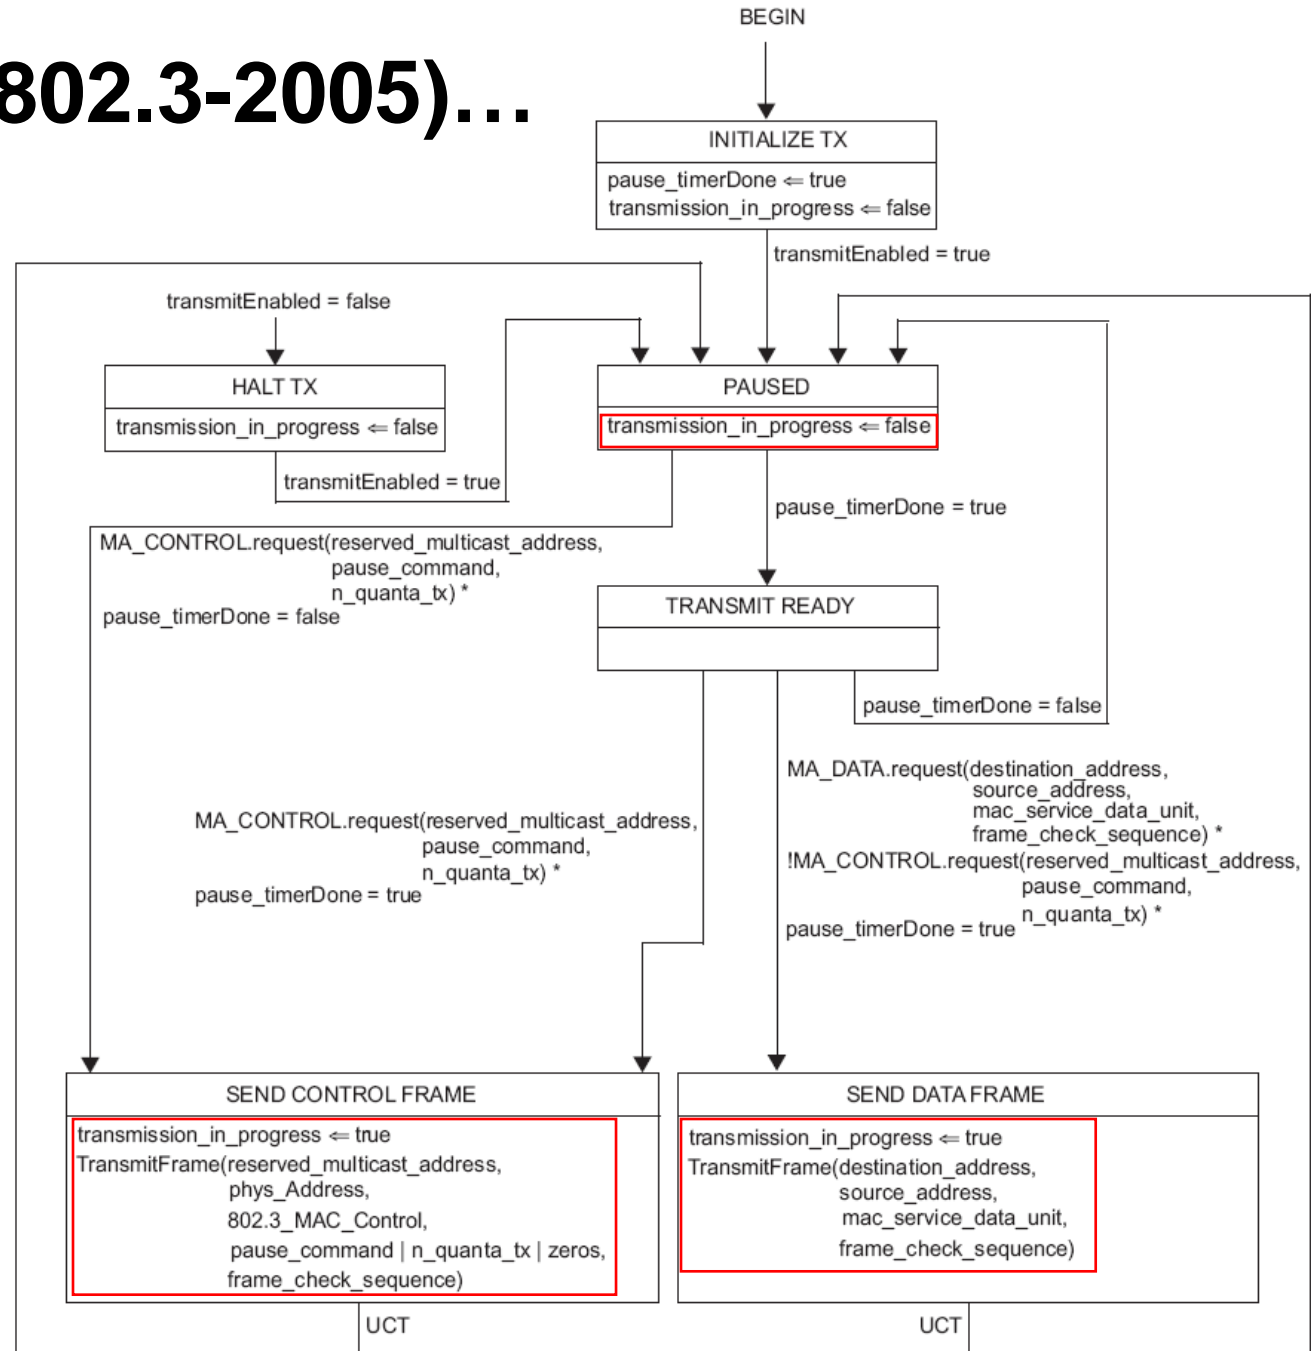 BEGIN
802.3-2005)…
INITIALIZE TX
pause_timerDone ⇐ true
transmission_in_progress ⇐ false
transmitEnabled = true
transmitEnabled = false
HALT TX
transmission_in_progress ⇐ false
transmitEnabled = true
PAUSED
transmission_in_progress ⇐ false
pause_timerDone = true
MA_CONTROL.request(reserved_multicast_address,
pause_command,
n_quanta_tx) *
pause_timerDone = false
TRANSMIT READY
pause_timerDone = false
MA_CONTROL.request(reserved_multicast_address,
pause_command,
n_quanta_tx) *
pause_timerDone = true
MA_DATA.request(destination_address,
source_address,
mac_service_data_unit,
frame_check_sequence) *
!MA_CONTROL.request(reserved_multicast_address,
pause_command,
n_quanta_tx) *
pause_timerDone = true
SEND CONTROL FRAME
transmission_in_progress ⇐ true
TransmitFrame(reserved_multicast_address,
phys_Address,
802.3_MAC_Control,
pause_command | n_quanta_tx | zeros,
frame_check_sequence)
UCT
SEND DATA FRAME
transmission_in_progress ⇐ true
TransmitFrame(destination_address,
source_address,
mac_service_data_unit,
frame_check_sequence)
UCT